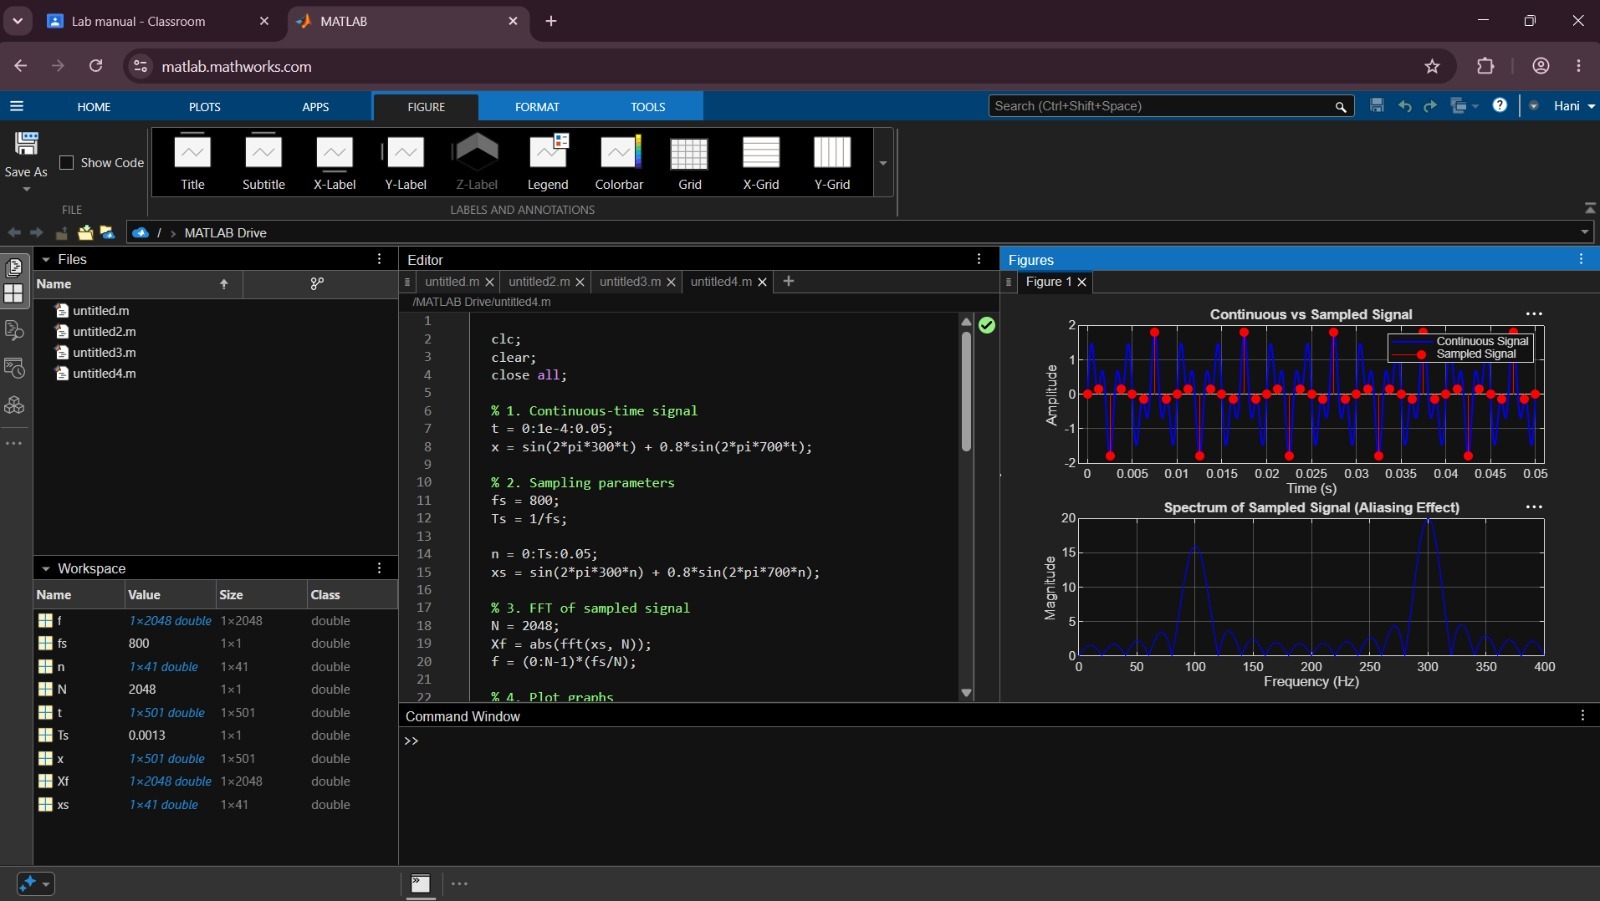 Lab manual - Classroom
MATLAB
matlab.mathworks.com
HOME PLOTS APPS FIGURE FORMAT TOOLS
Search (Ctrl+Shift+Space)
Hani
Save As
Show Code
Title Subtitle X-Label Y-Label Z-Label Legend Colorbar Grid X-Grid Y-Grid
FILE
LABELS AND ANNOTATIONS
/ > MATLAB Drive
Files
Name
untitled.m
untitled2.m
untitled3.m
untitled4.m
Workspace
Name Value Size Class
f 1×2048 double 1×2048 double
fs 800 1×1 double
n 1×41 double 1×41 double
N 2048 1×1 double
t 1×501 double 1×501 double
Ts 0.0013 1×1 double
x 1×501 double 1×501 double
Xf 1×2048 double 1×2048 double
xs 1×41 double 1×41 double
Editor
untitled.m untitled2.m untitled3.m untitled4.m
/MATLAB Drive/untitled4.m
1
2 clc;
3 clear;
4 close all;
5
6 % 1. Continuous-time signal
7 t = 0:1e-4:0.05;
8 x = sin(2*pi*300*t) + 0.8*sin(2*pi*700*t);
9
10 % 2. Sampling parameters
11 fs = 800;
12 Ts = 1/fs;
13
14 n = 0:Ts:0.05;
15 xs = sin(2*pi*300*n) + 0.8*sin(2*pi*700*n);
16
17 % 3. FFT of sampled signal
18 N = 2048;
19 Xf = abs(fft(xs, N));
20 f = (0:N-1)*(fs/N);
21
22 % 4. Plot graphs
Figures
Figure 1
Continuous vs Sampled Signal
Continuous Signal
Sampled Signal
Amplitude
2
1
0
-1
-2
0 0.005 0.01 0.015 0.02 0.025 0.03 0.035 0.04 0.045 0.05
Time (s)
Spectrum of Sampled Signal (Aliasing Effect)
Magnitude
20
15
10
5
0
0 50 100 150 200 250 300 350 400
Frequency (Hz)
Command Window
>>